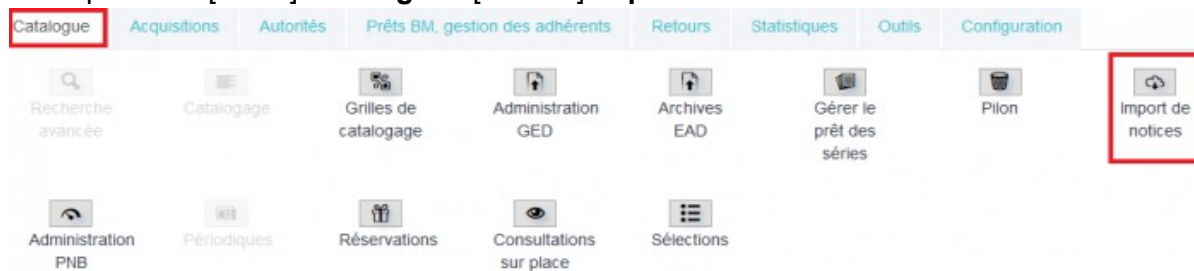 Catalogue Acquisitions Autorités Prêts BM, gestion des adhérents Retours Statistiques Outils Configuration
Recherche avancée
Catalogage
Grilles de catalogage
Administration GED
Archives EAD
Gérer le prêt des séries
Pilon
Import de notices
Administration PNB
Périodiques
Réservations
Consultations sur place
Sélections